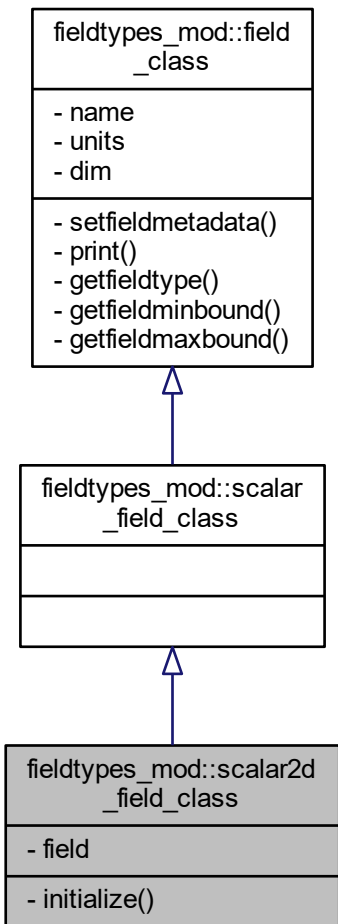 fieldtypes_mod::field
_class
- name
- units
- dim
- setfieldmetadata()
- print()
- getfieldtype()
- getfieldminbound()
- getfieldmaxbound()
fieldtypes_mod::scalar
_field_class
fieldtypes_mod::scalar2d
_field_class
- field
- initialize()